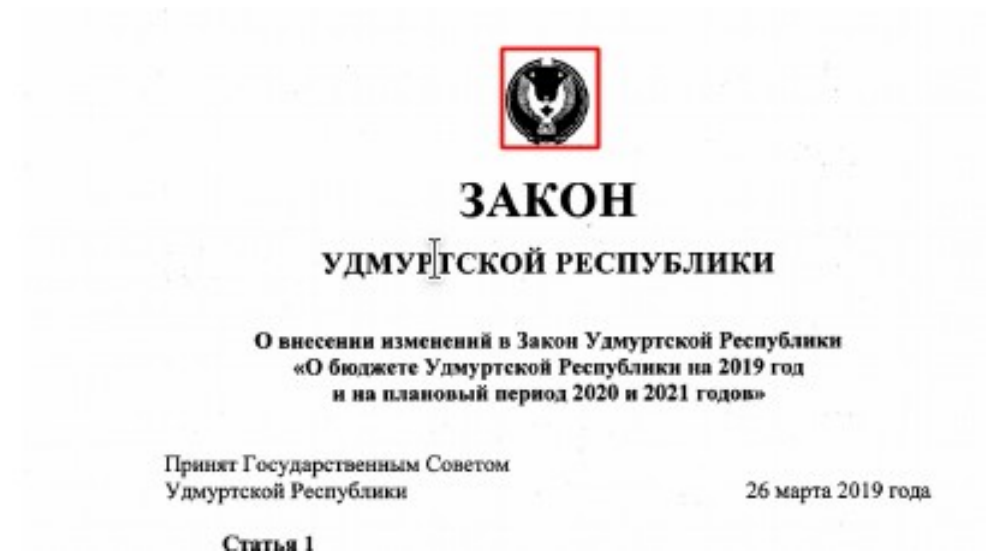 ЗАКОН
УДМУРТСКОЙ РЕСПУБЛИКИ
О внесении изменений в Закон Удмуртской Республики
«О бюджете Удмуртской Республики на 2019 год
и на плановый период 2020 и 2021 годов»
Принят Государственным Советом
Удмуртской Республики 26 марта 2019 года
Статья 1